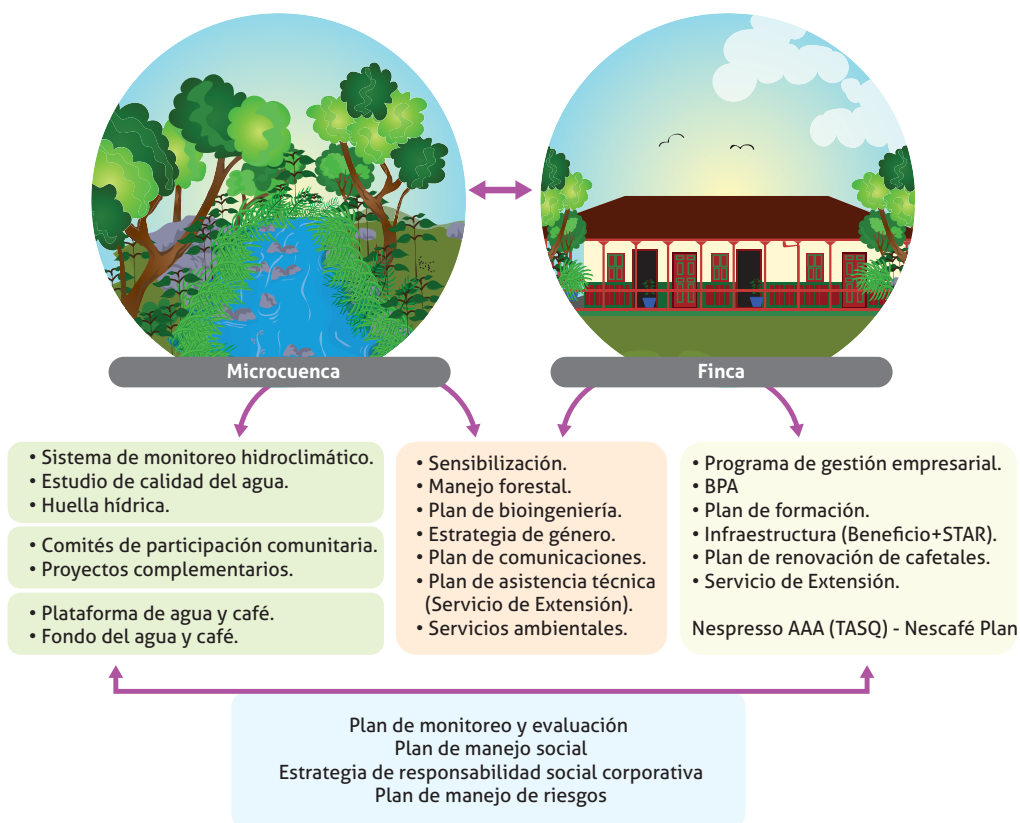 Microcuenca
Finca
• Sistema de monitoreo hidroclimático.
• Estudio de calidad del agua.
• Huella hídrica.
• Comités de participación comunitaria.
• Proyectos complementarios.
• Plataforma de agua y café.
• Fondo del agua y café.
• Sensibilización.
• Manejo forestal.
• Plan de bioingeniería.
• Estrategia de género.
• Plan de comunicaciones.
• Plan de asistencia técnica
(Servicio de Extensión).
• Servicios ambientales.
• Programa de gestión empresarial.
• BPA
• Plan de formación.
• Infraestructura (Beneficio+STAR).
• Plan de renovación de cafetales.
• Servicio de Extensión.
Nespresso AAA (TASQ) - Nescafé Plan
Plan de monitoreo y evaluación
Plan de manejo social
Estrategia de responsabilidad social corporativa
Plan de manejo de riesgos